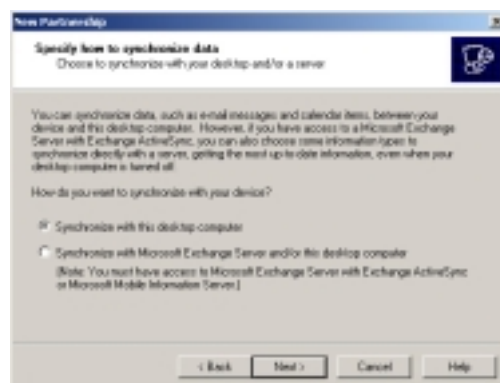 New Partnership
Specify how to synchronize data
Choose to synchronize with your desktop and/or a server
You can synchronize data, such as e-mail messages and calendar items, between your
device and this desktop computer. However, if you have access to a Microsoft Exchange
Server with Exchange ActiveSync, you can also choose some information types to
synchronize directly with a server, getting the most up to date information, even when your
desktop computer is turned off.
How do you want to synchronize with your device?
Synchronize with this desktop computer
Synchronize with Microsoft Exchange Server and/or this desktop computer
(Note: You must have access to Microsoft Exchange Server with Exchange ActiveSync
or Microsoft Mobile Information Server.)
< Back
Next >
Cancel
Help